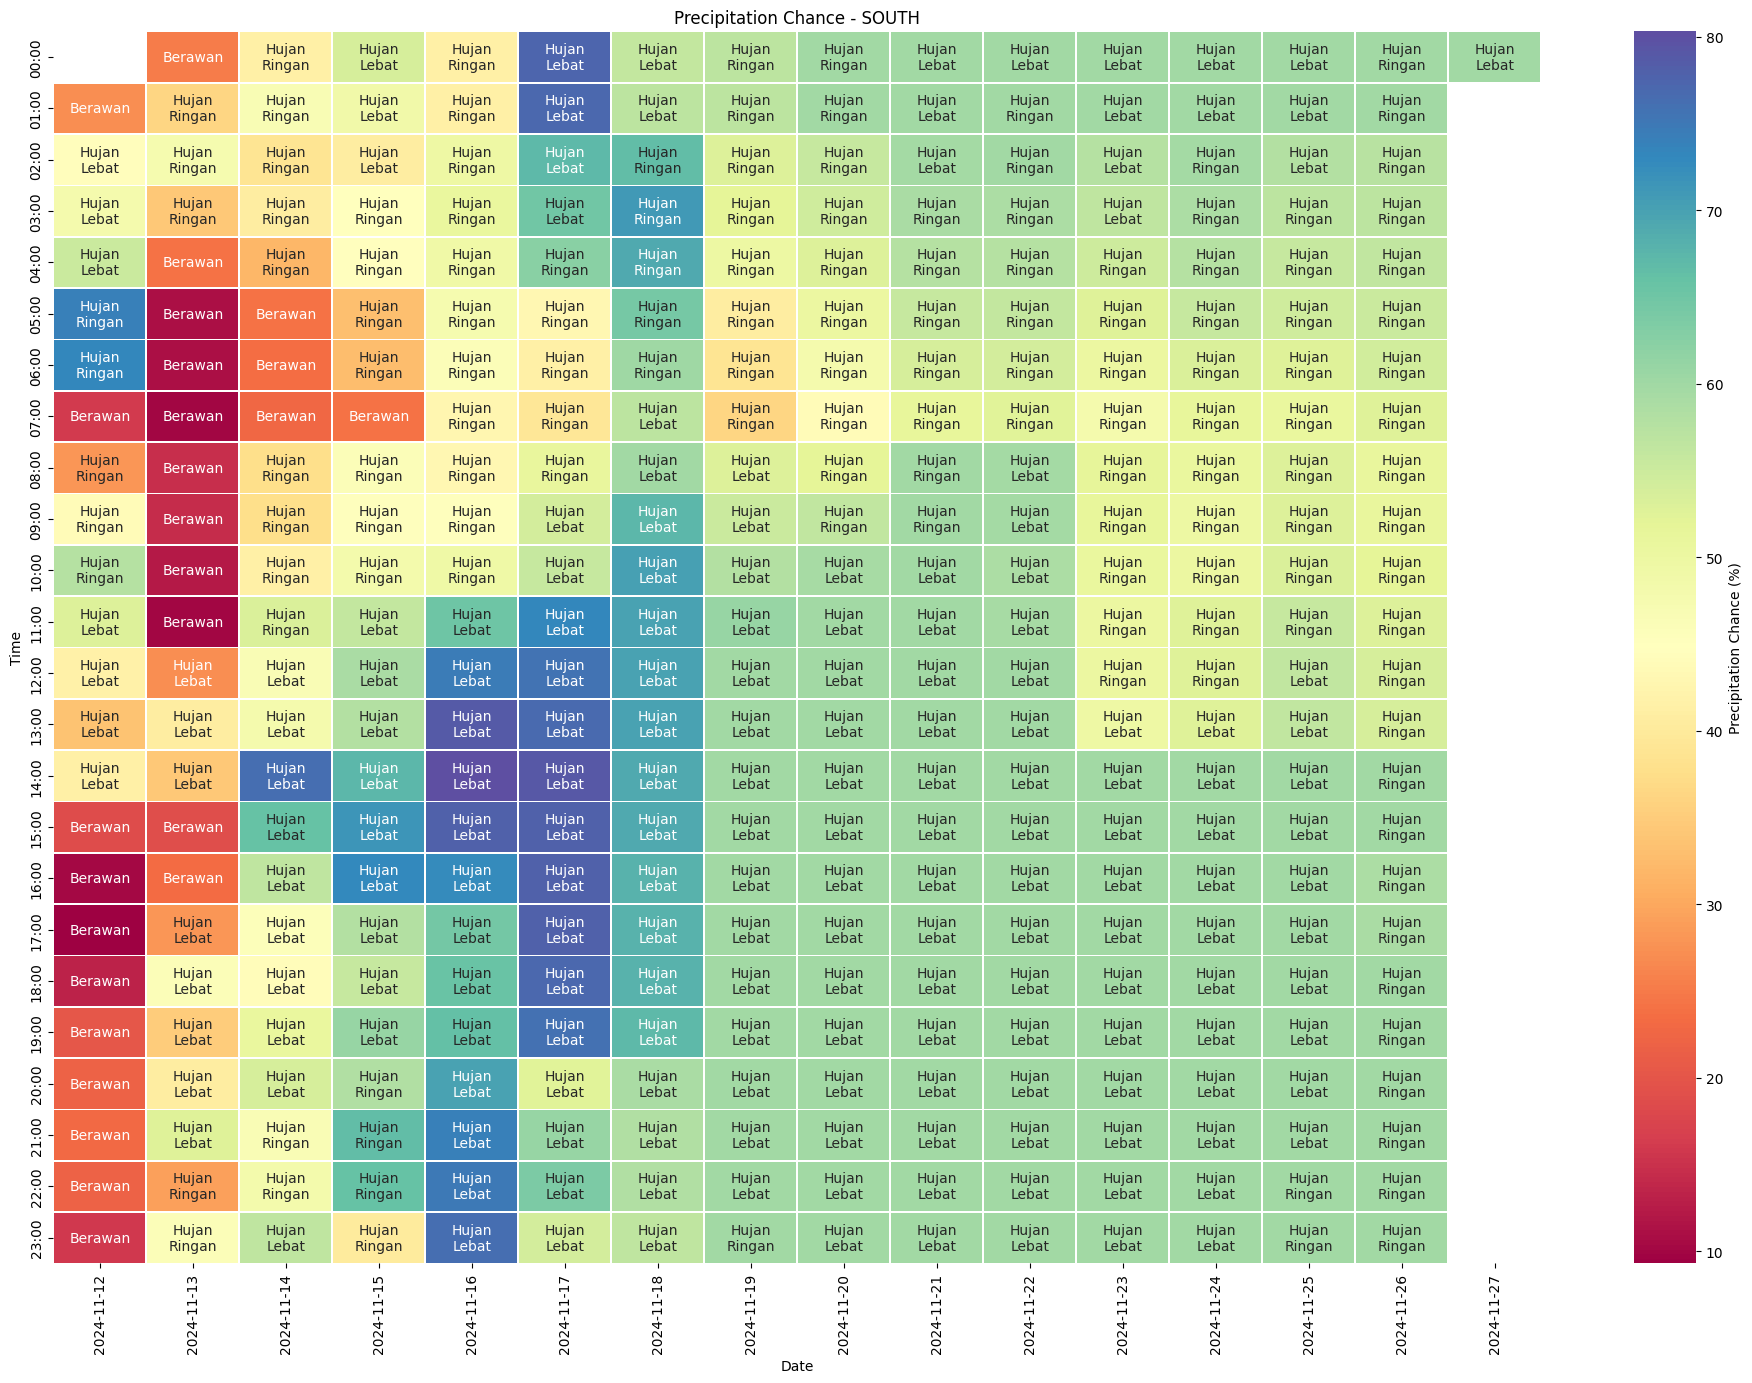 Precipitation Chance - SOUTH
00:00 Berawan Hujan Ringan Hujan Lebat Hujan Ringan Hujan Lebat Hujan Lebat Hujan Ringan Hujan Ringan Hujan Lebat Hujan Ringan Hujan Lebat Hujan Lebat Hujan Lebat Hujan Ringan Hujan Lebat
01:00 Berawan Hujan Ringan Hujan Ringan Hujan Lebat Hujan Ringan Hujan Lebat Hujan Lebat Hujan Ringan Hujan Ringan Hujan Lebat Hujan Ringan Hujan Lebat Hujan Lebat Hujan Lebat Hujan Ringan
02:00 Hujan Lebat Hujan Ringan Hujan Ringan Hujan Lebat Hujan Ringan Hujan Lebat Hujan Ringan Hujan Ringan Hujan Ringan Hujan Lebat Hujan Ringan Hujan Lebat Hujan Ringan Hujan Lebat Hujan Ringan
03:00 Hujan Lebat Hujan Ringan Hujan Ringan Hujan Ringan Hujan Ringan Hujan Lebat Hujan Ringan Hujan Ringan Hujan Ringan Hujan Ringan Hujan Ringan Hujan Lebat Hujan Ringan Hujan Ringan Hujan Ringan
04:00 Hujan Lebat Berawan Hujan Ringan Hujan Ringan Hujan Ringan Hujan Ringan Hujan Ringan Hujan Ringan Hujan Ringan Hujan Ringan Hujan Ringan Hujan Ringan Hujan Ringan Hujan Ringan Hujan Ringan
05:00 Hujan Ringan Berawan Berawan Hujan Ringan Hujan Ringan Hujan Ringan Hujan Ringan Hujan Ringan Hujan Ringan Hujan Ringan Hujan Ringan Hujan Ringan Hujan Ringan Hujan Ringan Hujan Ringan
06:00 Hujan Ringan Berawan Berawan Hujan Ringan Hujan Ringan Hujan Ringan Hujan Ringan Hujan Ringan Hujan Ringan Hujan Ringan Hujan Ringan Hujan Ringan Hujan Ringan Hujan Ringan Hujan Ringan
07:00 Berawan Berawan Berawan Berawan Hujan Ringan Hujan Ringan Hujan Lebat Hujan Ringan Hujan Ringan Hujan Ringan Hujan Ringan Hujan Ringan Hujan Ringan Hujan Ringan Hujan Ringan
08:00 Hujan Ringan Berawan Hujan Ringan Hujan Ringan Hujan Ringan Hujan Ringan Hujan Lebat Hujan Lebat Hujan Ringan Hujan Ringan Hujan Lebat Hujan Ringan Hujan Ringan Hujan Ringan Hujan Ringan
09:00 Hujan Ringan Berawan Hujan Ringan Hujan Ringan Hujan Ringan Hujan Lebat Hujan Lebat Hujan Lebat Hujan Ringan Hujan Ringan Hujan Lebat Hujan Ringan Hujan Ringan Hujan Ringan Hujan Ringan
10:00 Hujan Ringan Berawan Hujan Ringan Hujan Ringan Hujan Ringan Hujan Lebat Hujan Lebat Hujan Lebat Hujan Lebat Hujan Lebat Hujan Lebat Hujan Ringan Hujan Ringan Hujan Ringan Hujan Ringan
11:00 Hujan Lebat Berawan Hujan Ringan Hujan Lebat Hujan Lebat Hujan Lebat Hujan Lebat Hujan Lebat Hujan Lebat Hujan Lebat Hujan Lebat Hujan Ringan Hujan Ringan Hujan Ringan Hujan Ringan
12:00 Hujan Lebat Hujan Lebat Hujan Lebat Hujan Lebat Hujan Lebat Hujan Lebat Hujan Lebat Hujan Lebat Hujan Lebat Hujan Lebat Hujan Lebat Hujan Ringan Hujan Ringan Hujan Lebat Hujan Ringan
13:00 Hujan Lebat Hujan Lebat Hujan Lebat Hujan Lebat Hujan Lebat Hujan Lebat Hujan Lebat Hujan Lebat Hujan Lebat Hujan Lebat Hujan Lebat Hujan Lebat Hujan Lebat Hujan Lebat Hujan Ringan
14:00 Hujan Lebat Hujan Lebat Hujan Lebat Hujan Lebat Hujan Lebat Hujan Lebat Hujan Lebat Hujan Lebat Hujan Lebat Hujan Lebat Hujan Lebat Hujan Lebat Hujan Lebat Hujan Lebat Hujan Ringan
15:00 Berawan Berawan Hujan Lebat Hujan Lebat Hujan Lebat Hujan Lebat Hujan Lebat Hujan Lebat Hujan Lebat Hujan Lebat Hujan Lebat Hujan Lebat Hujan Lebat Hujan Lebat Hujan Ringan
16:00 Berawan Berawan Hujan Lebat Hujan Lebat Hujan Lebat Hujan Lebat Hujan Lebat Hujan Lebat Hujan Lebat Hujan Lebat Hujan Lebat Hujan Lebat Hujan Lebat Hujan Lebat Hujan Ringan
17:00 Berawan Hujan Lebat Hujan Lebat Hujan Lebat Hujan Lebat Hujan Lebat Hujan Lebat Hujan Lebat Hujan Lebat Hujan Lebat Hujan Lebat Hujan Lebat Hujan Lebat Hujan Lebat Hujan Ringan
18:00 Berawan Hujan Lebat Hujan Lebat Hujan Lebat Hujan Lebat Hujan Lebat Hujan Lebat Hujan Lebat Hujan Lebat Hujan Lebat Hujan Lebat Hujan Lebat Hujan Lebat Hujan Lebat Hujan Ringan
19:00 Berawan Hujan Lebat Hujan Lebat Hujan Lebat Hujan Lebat Hujan Lebat Hujan Lebat Hujan Lebat Hujan Lebat Hujan Lebat Hujan Lebat Hujan Lebat Hujan Lebat Hujan Lebat Hujan Ringan
20:00 Berawan Hujan Lebat Hujan Lebat Hujan Ringan Hujan Lebat Hujan Lebat Hujan Lebat Hujan Lebat Hujan Lebat Hujan Lebat Hujan Lebat Hujan Lebat Hujan Lebat Hujan Lebat Hujan Ringan
21:00 Berawan Hujan Lebat Hujan Ringan Hujan Ringan Hujan Lebat Hujan Lebat Hujan Lebat Hujan Lebat Hujan Lebat Hujan Lebat Hujan Lebat Hujan Lebat Hujan Lebat Hujan Lebat Hujan Ringan
22:00 Berawan Hujan Ringan Hujan Ringan Hujan Ringan Hujan Lebat Hujan Lebat Hujan Lebat Hujan Lebat Hujan Lebat Hujan Lebat Hujan Lebat Hujan Lebat Hujan Lebat Hujan Ringan Hujan Ringan
23:00 Berawan Hujan Ringan Hujan Lebat Hujan Ringan Hujan Lebat Hujan Lebat Hujan Lebat Hujan Ringan Hujan Lebat Hujan Lebat Hujan Lebat Hujan Lebat Hujan Lebat Hujan Ringan Hujan Ringan
Time
2024-11-12 2024-11-13 2024-11-14 2024-11-15 2024-11-16 2024-11-17 2024-11-18 2024-11-19 2024-11-20 2024-11-21 2024-11-22 2024-11-23 2024-11-24 2024-11-25 2024-11-26 2024-11-27
Date
80
70
60
50
40
30
20
10
Precipitation Chance (%)